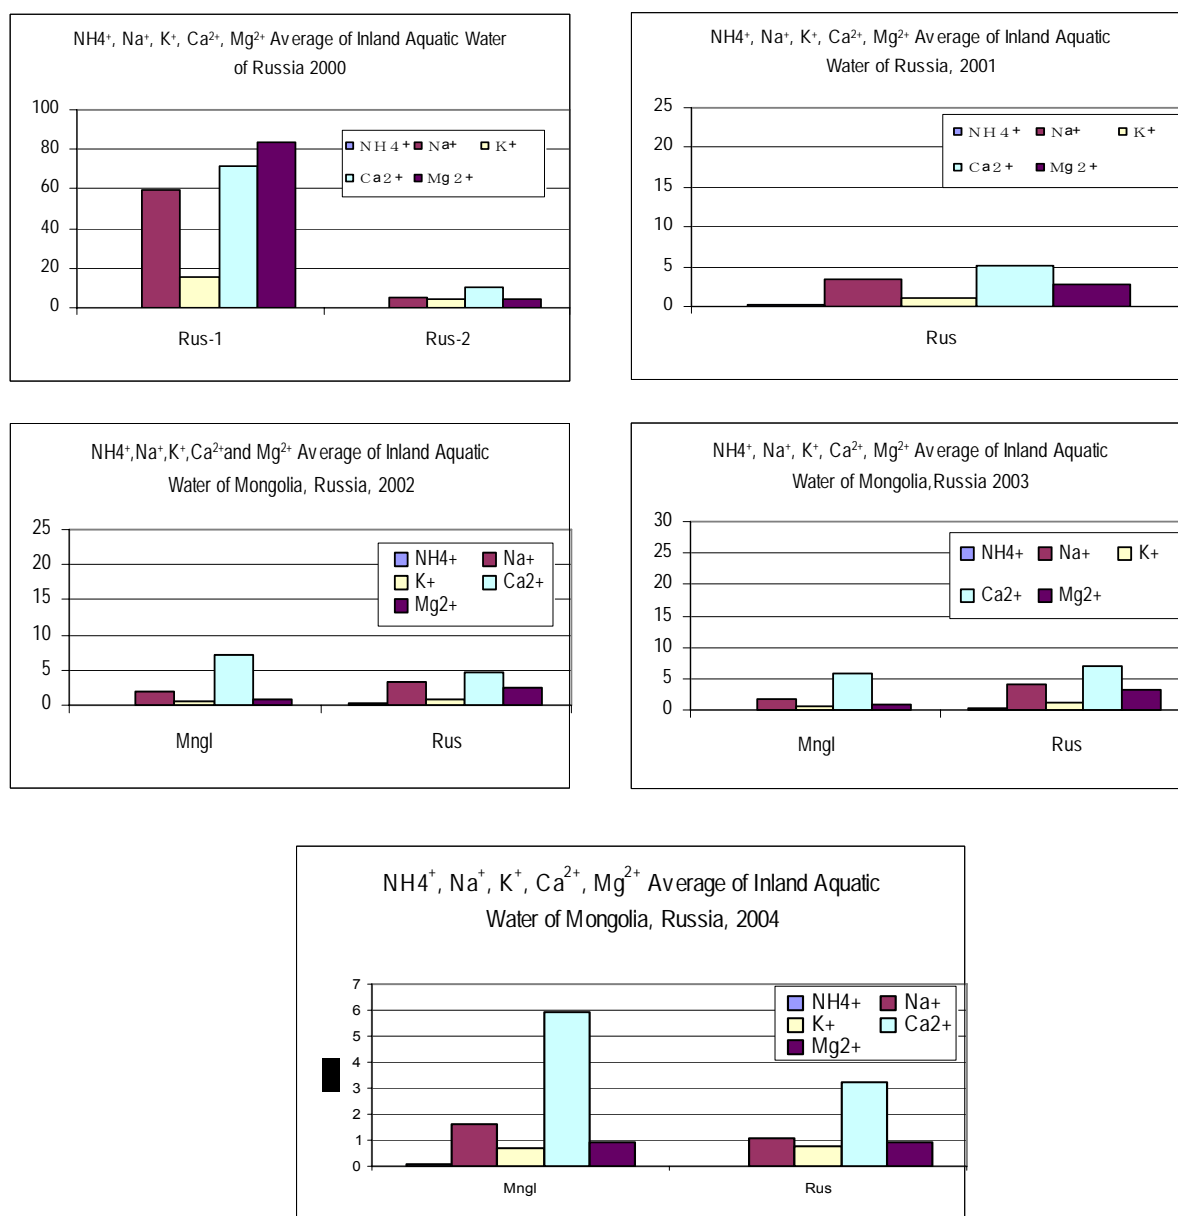 NH4⁺, Na⁺, K⁺, Ca²⁺, Mg²⁺ Average of Inland Aquatic Water
of Russia 2000
100
80
60
40
20
0
NH4+ Na+ K+
Ca2+ Mg2+
Rus-1 Rus-2
NH4⁺, Na⁺, K⁺, Ca²⁺, Mg²⁺ Average of Inland Aquatic
Water of Russia, 2001
25
20
15
10
5
0
NH4+ Na+ K+
Ca2+ Mg2+
Rus
NH4⁺,Na⁺,K⁺,Ca²⁺and Mg²⁺ Average of Inland Aquatic
Water of Mongolia, Russia, 2002
25
20
15
10
5
0
NH4+ Na+
K+ Ca2+
Mg2+
Mngl Rus
NH4⁺, Na⁺, K⁺, Ca²⁺, Mg²⁺ Average of Inland Aquatic
Water of Mongolia,Russia 2003
30
25
20
15
10
5
0
NH4+ Na+ K+
Ca2+ Mg2+
Mngl Rus
NH4⁺, Na⁺, K⁺, Ca²⁺, Mg²⁺ Average of Inland Aquatic
Water of Mongolia, Russia, 2004
7
6
5
4
3
2
1
0
NH4+ Na+
K+ Ca2+
Mg2+
Mngl Rus